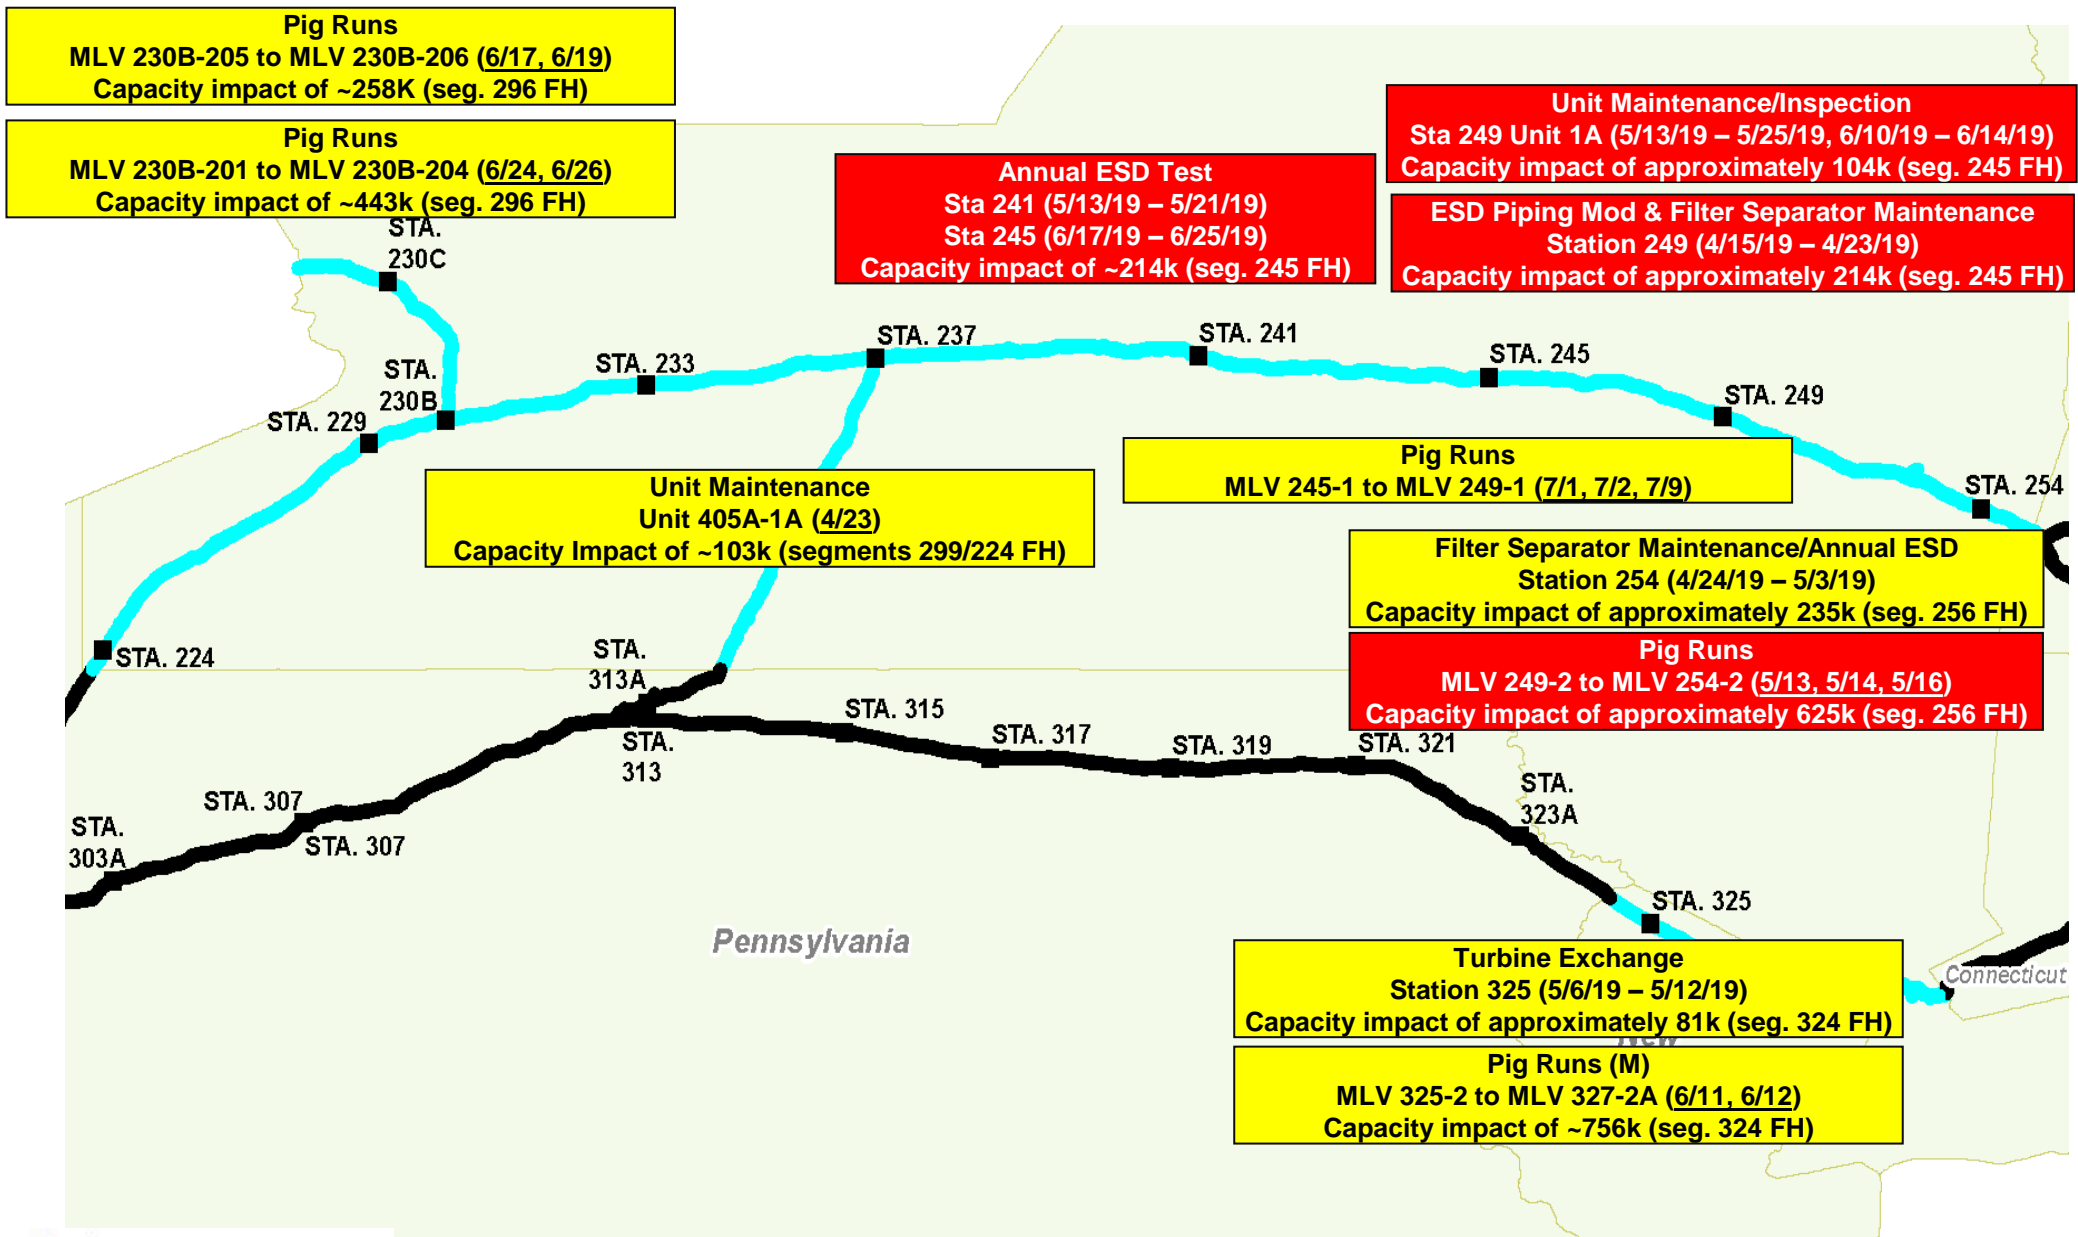 Pig Runs
MLV 230B-205 to MLV 230B-206 (6/17, 6/19)
Capacity impact of ~258K (seg. 296 FH)
Pig Runs
MLV 230B-201 to MLV 230B-204 (6/24, 6/26)
Capacity impact of ~443k (seg. 296 FH)
Annual ESD Test
Sta 241 (5/13/19 – 5/21/19)
Sta 245 (6/17/19 – 6/25/19)
Capacity impact of ~214k (seg. 245 FH)
Unit Maintenance/Inspection
Sta 249 Unit 1A (5/13/19 – 5/25/19, 6/10/19 – 6/14/19)
Capacity impact of approximately 104k (seg. 245 FH)
ESD Piping Mod & Filter Separator Maintenance
Station 249 (4/15/19 – 4/23/19)
Capacity impact of approximately 214k (seg. 245 FH)
STA.
230C
STA. 237
STA. 241
STA. 245
STA. 233
STA.
230B
STA. 229
STA. 249
Pig Runs
MLV 245-1 to MLV 249-1 (7/1, 7/2, 7/9)
Unit Maintenance
Unit 405A-1A (4/23)
Capacity Impact of ~103k (segments 299/224 FH)
STA. 254
Filter Separator Maintenance/Annual ESD
Station 254 (4/24/19 – 5/3/19)
Capacity impact of approximately 235k (seg. 256 FH)
Pig Runs
MLV 249-2 to MLV 254-2 (5/13, 5/14, 5/16)
Capacity impact of approximately 625k (seg. 256 FH)
STA. 224
STA.
313A
STA. 315
STA.
313
STA. 317
STA. 319
STA. 321
STA.
323A
STA. 307
STA. 307
STA.
303A
STA. 325
Pennsylvania
Connecticut
Turbine Exchange
Station 325 (5/6/19 – 5/12/19)
Capacity impact of approximately 81k (seg. 324 FH)
New
Pig Runs (M)
MLV 325-2 to MLV 327-2A (6/11, 6/12)
Capacity impact of ~756k (seg. 324 FH)